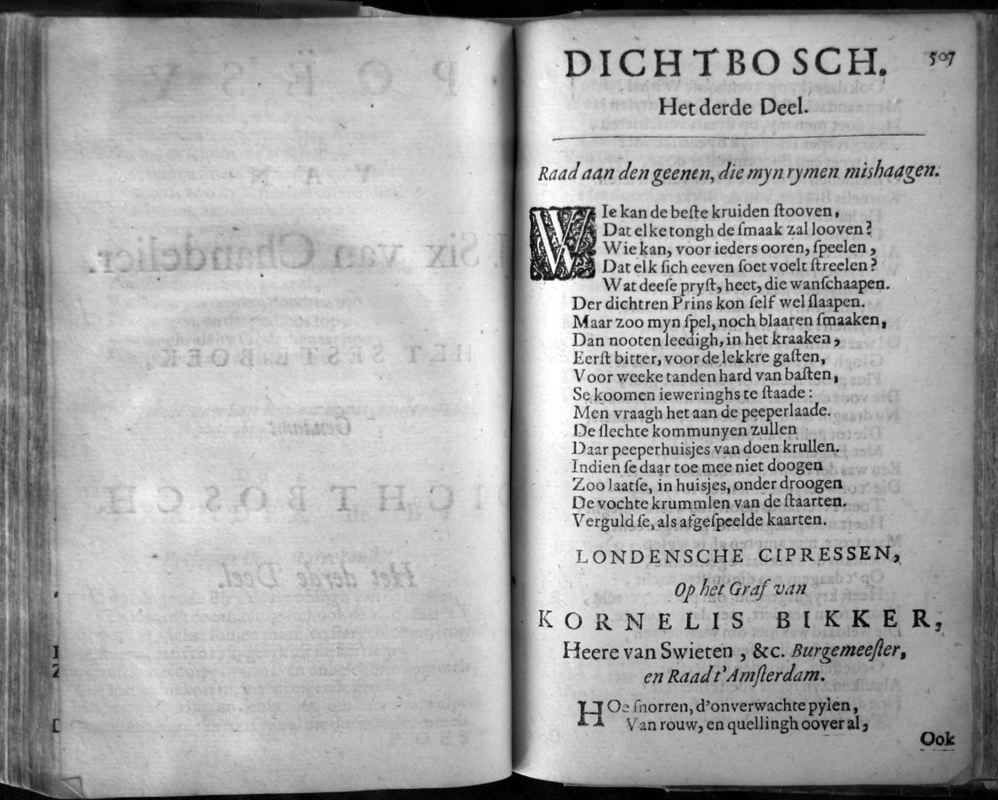 DICHTBOSCH. 507
Het derde Deel.
Raad aan den geenen, die myn rymen mishaagen.
WIe kan de beſte kruiden ſtooven,
Dat elke tongh de ſmaak zal looven?
Wie kan, voor ieders ooren, ſpeelen,
Dat elk ſich eeven ſoet voelt ſtreelen?
Wat deeſe pryſt, heet, die wanſchaapen.
Der dichtren Prins kon ſelf wel ſlaapen.
Maar zoo myn ſpel, noch blaaren ſmaaken,
Dan nooten leedigh, in het kraaken,
Eerſt bitter, voor de lekkre gaſten,
Voor weeke tanden hard van baſten,
Se koomen ieweringhs te ſtaade:
Men vraagh het aan de peeperlaade.
De ſlechte kommunyen zullen
Daar peeperhuisjes van doen krullen.
Indien ſe daar toe mee niet doogen
Zoo laatſe, in huisjes, onder droogen
De vochte krummlen van de ſtaarten.
Verguld ſe, als afgeſpeelde kaarten.
LONDENSCHE CIPRESSEN,
Op het Graf van
KORNELIS BIKKER,
Heere van Swieten, &c. Burgemeeſter,
en Raad t'Amſterdam.
HOe ſnorren, d'onverwachte pylen,
Van rouw, en quellingh oover al,
Ook